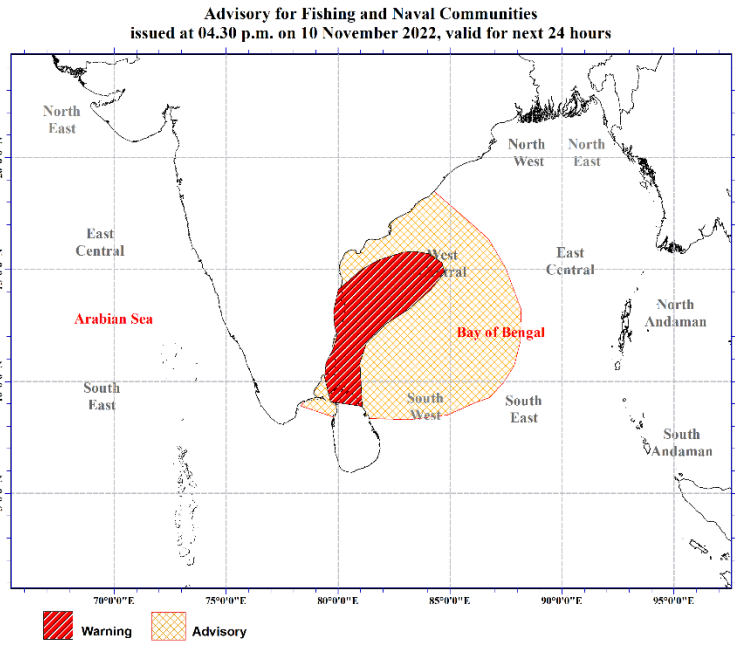 Advisory for Fishing and Naval Communities
issued at 04.30 p.m. on 10 November 2022, valid for next 24 hours
North
East
North
West
North
East
East
Central
West
Central
East
Central
Arabian Sea
Bay of Bengal
North
Andaman
South
East
South
West
South
East
South
Andaman
70°0'0"E 75°0'0"E 80°0'0"E 85°0'0"E 90°0'0"E 95°0'0"E
Warning
Advisory